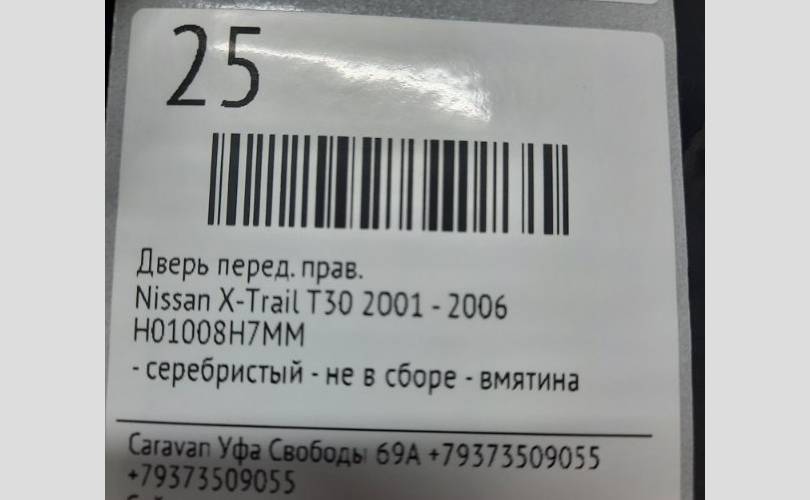 25
Дверь перед. прав.
Nissan X-Trail T30 2001 - 2006
H01008H7MM
- серебристый - не в сборе - вмятина
Caravan Уфа Свободы 69А +79373509055
+79373509055